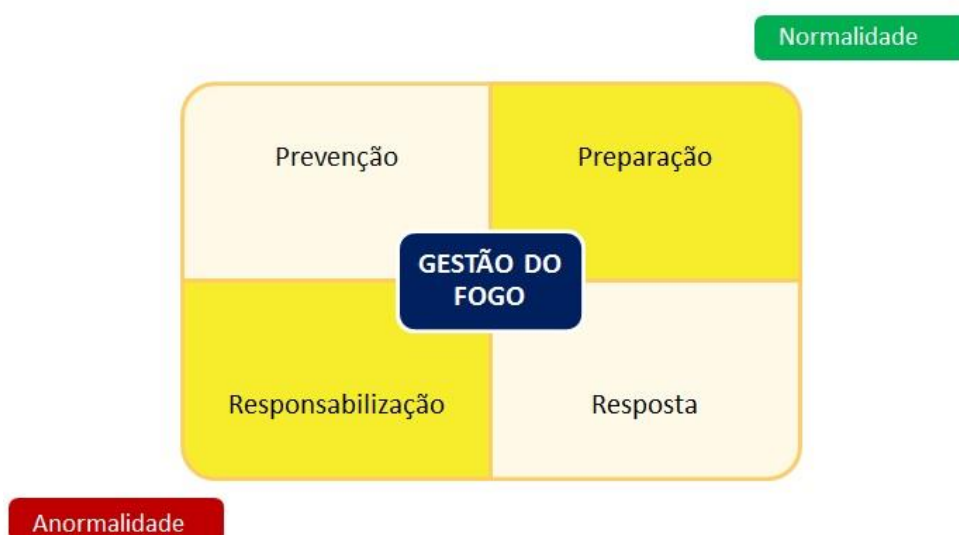 Normalidade
Prevenção
Preparação
GESTÃO DO
FOGO
Responsabilização
Resposta
Anormalidade